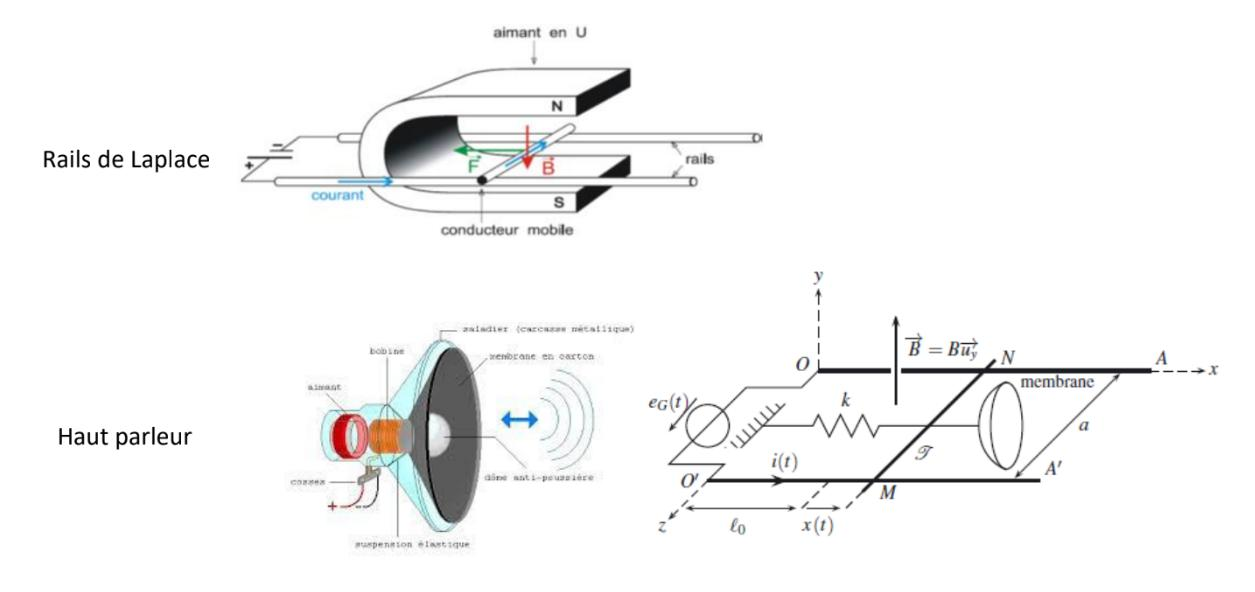 aimant en U
N
Rails de Laplace
−
+
F⃗
B⃗
rails
courant
S
conducteur mobile
saladier (carcasse métallique)
bobine
membrane en carton
aimant
Haut parleur
cosses
dôme anti-poussière
+
−
suspension élastique
y
B⃗ = Bu⃗y
O
N
A
x
membrane
eG(t)
k
a
𝒯
i(t)
A′
O′
M
z
ℓ0
x(t)